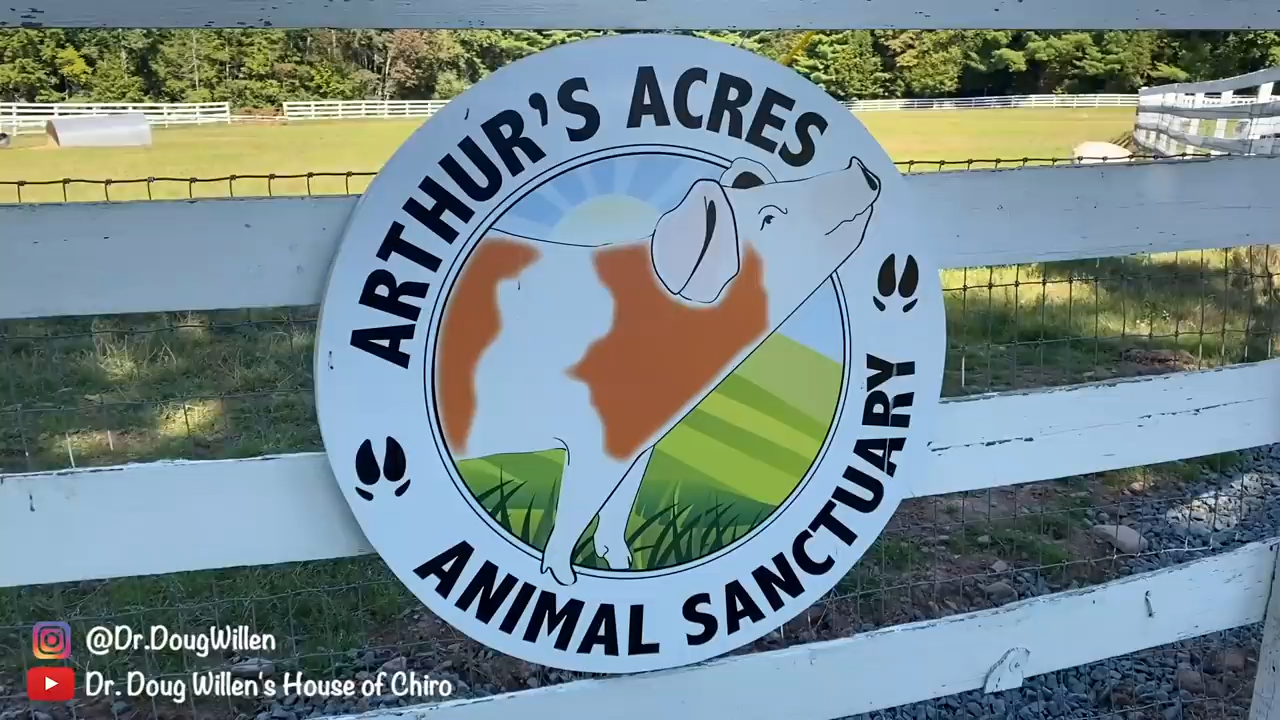 ARTHUR'S ACRES
ANIMAL SANCTUARY
@Dr.DougWillen
Dr. Doug Willen's House of Chiro